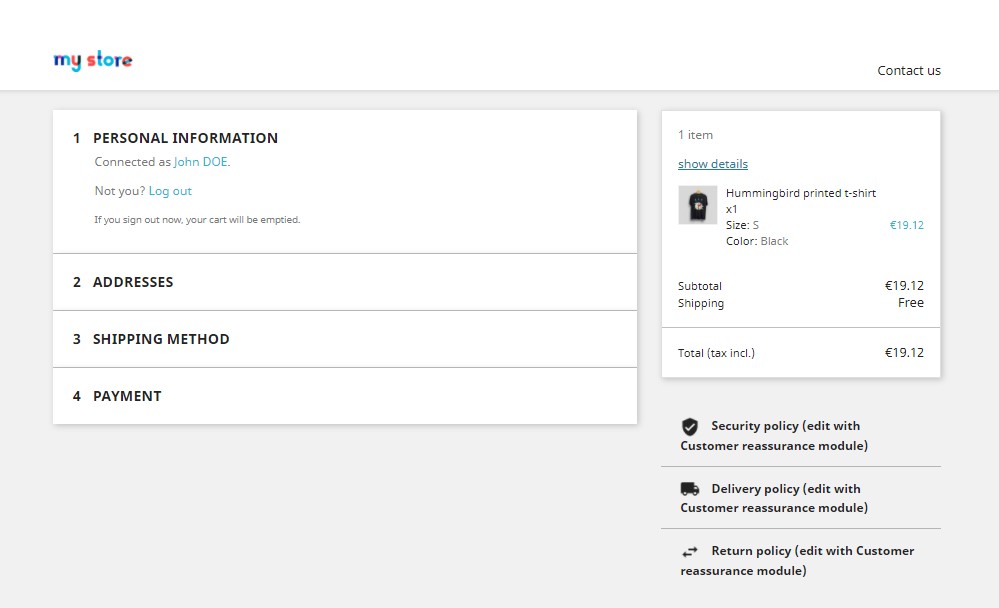 my store
Contact us
1 PERSONAL INFORMATION
Connected as John DOE.
Not you? Log out
If you sign out now, your cart will be emptied.
2 ADDRESSES
3 SHIPPING METHOD
4 PAYMENT
1 item
show details
Hummingbird printed t-shirt
x1
Size: S €19.12
Color: Black
Subtotal €19.12
Shipping Free
Total (tax incl.) €19.12
Security policy (edit with
Customer reassurance module)
Delivery policy (edit with
Customer reassurance module)
Return policy (edit with Customer
reassurance module)